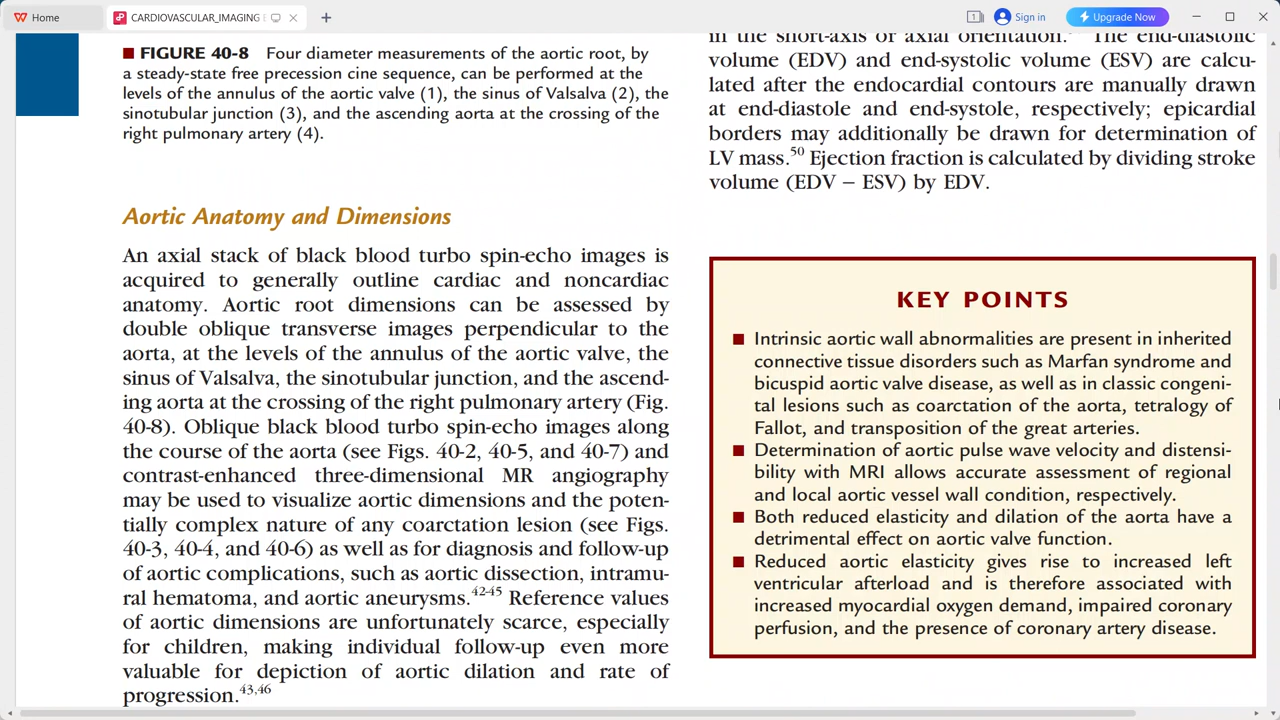 Home
CARDIOVASCULAR_IMAGING
1
Sign in
Upgrade Now
■ FIGURE 40-8 Four diameter measurements of the aortic root, by
a steady-state free precession cine sequence, can be performed at the
levels of the annulus of the aortic valve (1), the sinus of Valsalva (2), the
sinotubular junction (3), and the ascending aorta at the crossing of the
right pulmonary artery (4).
Aortic Anatomy and Dimensions
An axial stack of black blood turbo spin-echo images is
acquired to generally outline cardiac and noncardiac
anatomy. Aortic root dimensions can be assessed by
double oblique transverse images perpendicular to the
aorta, at the levels of the annulus of the aortic valve, the
sinus of Valsalva, the sinotubular junction, and the ascend-
ing aorta at the crossing of the right pulmonary artery (Fig.
40-8). Oblique black blood turbo spin-echo images along
the course of the aorta (see Figs. 40-2, 40-5, and 40-7) and
contrast-enhanced three-dimensional MR angiography
may be used to visualize aortic dimensions and the poten-
tially complex nature of any coarctation lesion (see Figs.
40-3, 40-4, and 40-6) as well as for diagnosis and follow-up
of aortic complications, such as aortic dissection, intramu-
ral hematoma, and aortic aneurysms.42-45 Reference values
of aortic dimensions are unfortunately scarce, especially
for children, making individual follow-up even more
valuable for depiction of aortic dilation and rate of
progression.43,46
in the short-axis or axial orientation. The end-diastolic
volume (EDV) and end-systolic volume (ESV) are calcu-
lated after the endocardial contours are manually drawn
at end-diastole and end-systole, respectively; epicardial
borders may additionally be drawn for determination of
LV mass.50 Ejection fraction is calculated by dividing stroke
volume (EDV − ESV) by EDV.
KEY POINTS
■ Intrinsic aortic wall abnormalities are present in inherited
connective tissue disorders such as Marfan syndrome and
bicuspid aortic valve disease, as well as in classic congeni-
tal lesions such as coarctation of the aorta, tetralogy of
Fallot, and transposition of the great arteries.
■ Determination of aortic pulse wave velocity and distensi-
bility with MRI allows accurate assessment of regional
and local aortic vessel wall condition, respectively.
■ Both reduced elasticity and dilation of the aorta have a
detrimental effect on aortic valve function.
■ Reduced aortic elasticity gives rise to increased left
ventricular afterload and is therefore associated with
increased myocardial oxygen demand, impaired coronary
perfusion, and the presence of coronary artery disease.